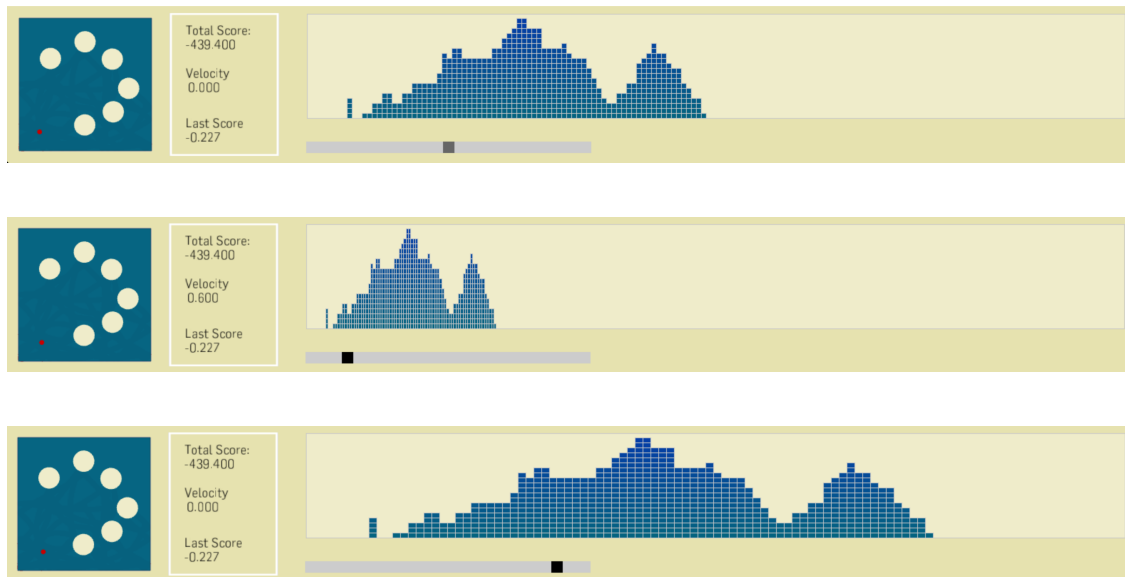 Total Score:
-439.400
Velocity
0.000
Last Score
-0.227
Total Score:
-439.400
Velocity
0.600
Last Score
-0.227
Total Score:
-439.400
Velocity
0.000
Last Score
-0.227